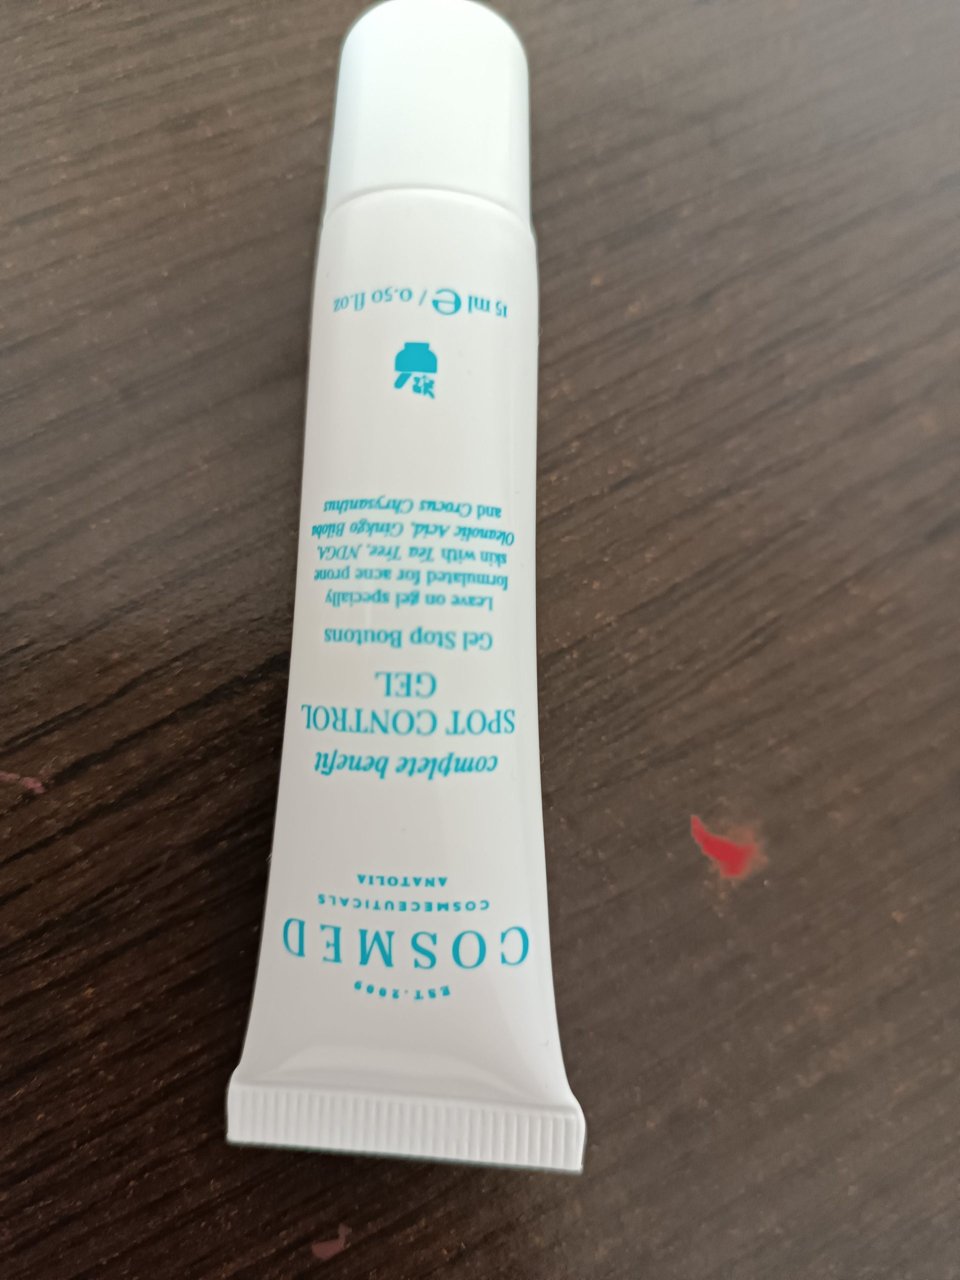 EST. 2009
COSMED
COSMECEUTICALS
ANATOLIA
complete benefit
SPOT CONTROL
GEL
Gel Stop Boutons
Leave on gel specially
formulated for acne prone
skin with Tea Tree, NDGA,
Oleanolic Acid, Ginkgo Biloba
and Crocus Chrysanthus
15 ml e / 0.50 fl.oz